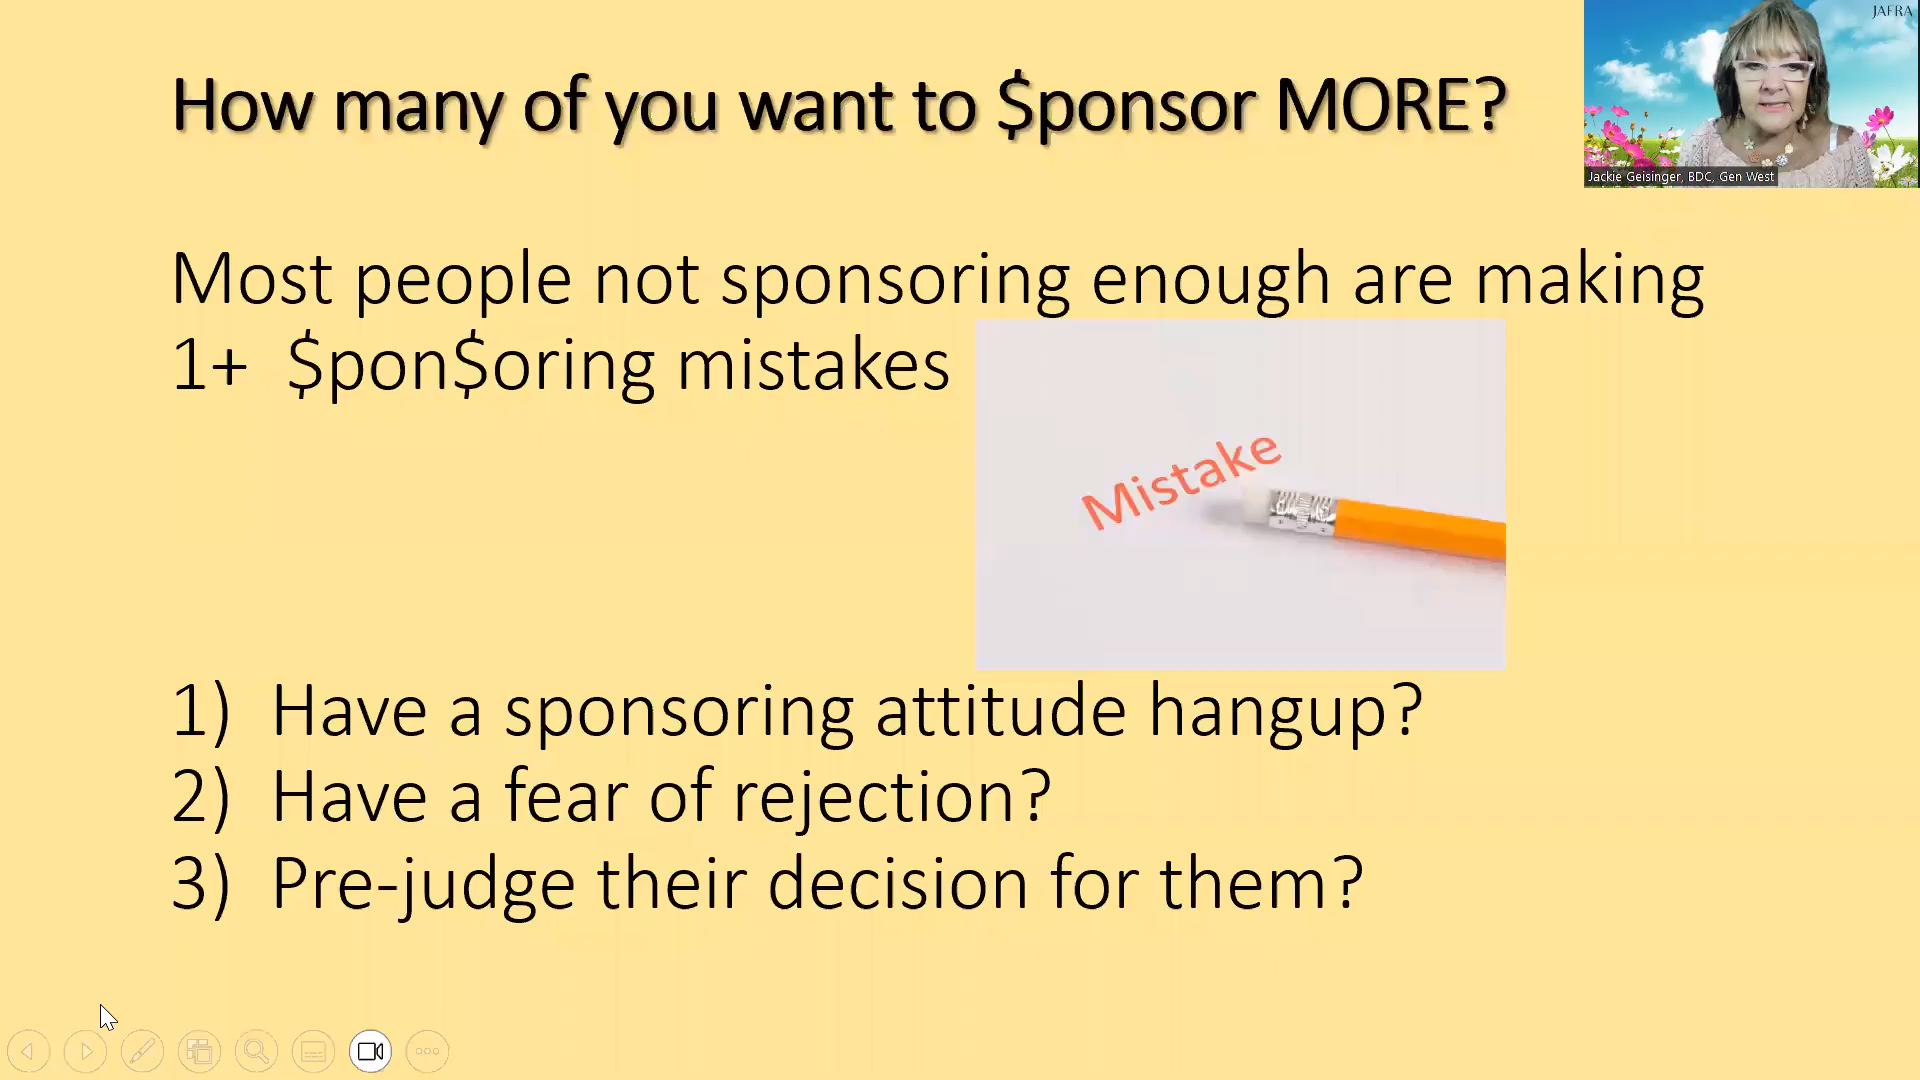 How many of you want to $ponsor MORE?
JAFRA
Jackie Geisinger, BDC, Gen West
Most people not sponsoring enough are making
1+ $pon$oring mistakes
Mistake
1) Have a sponsoring attitude hangup?
2) Have a fear of rejection?
3) Pre-judge their decision for them?